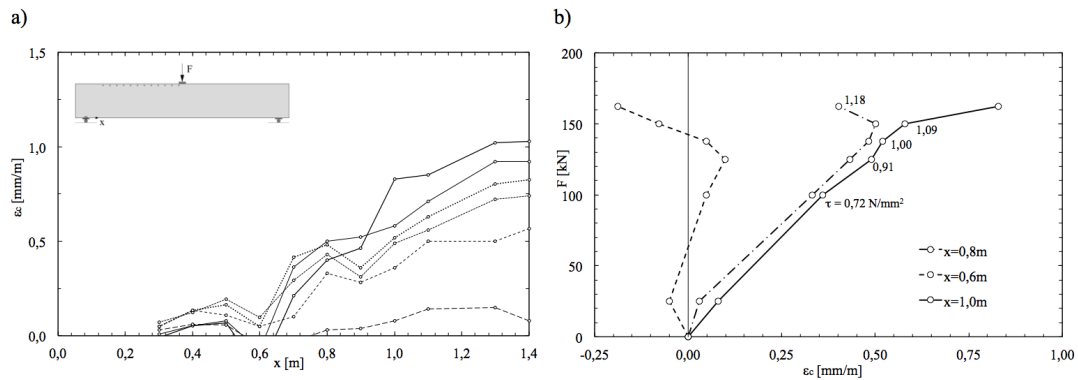 a)
1,5
1,0
0,5
0,0
εc [mm/m]
F
x
0,0 0,2 0,4 0,6 0,8 1,0 1,2 1,4
x [m]
b)
200
150
100
50
0
F [kN]
1,18
1,09
1,00
0,91
τ = 0,72 N/mm²
x=0,8m
x=0,6m
x=1,0m
-0,25 0,00 0,25 0,50 0,75 1,00
εc [mm/m]